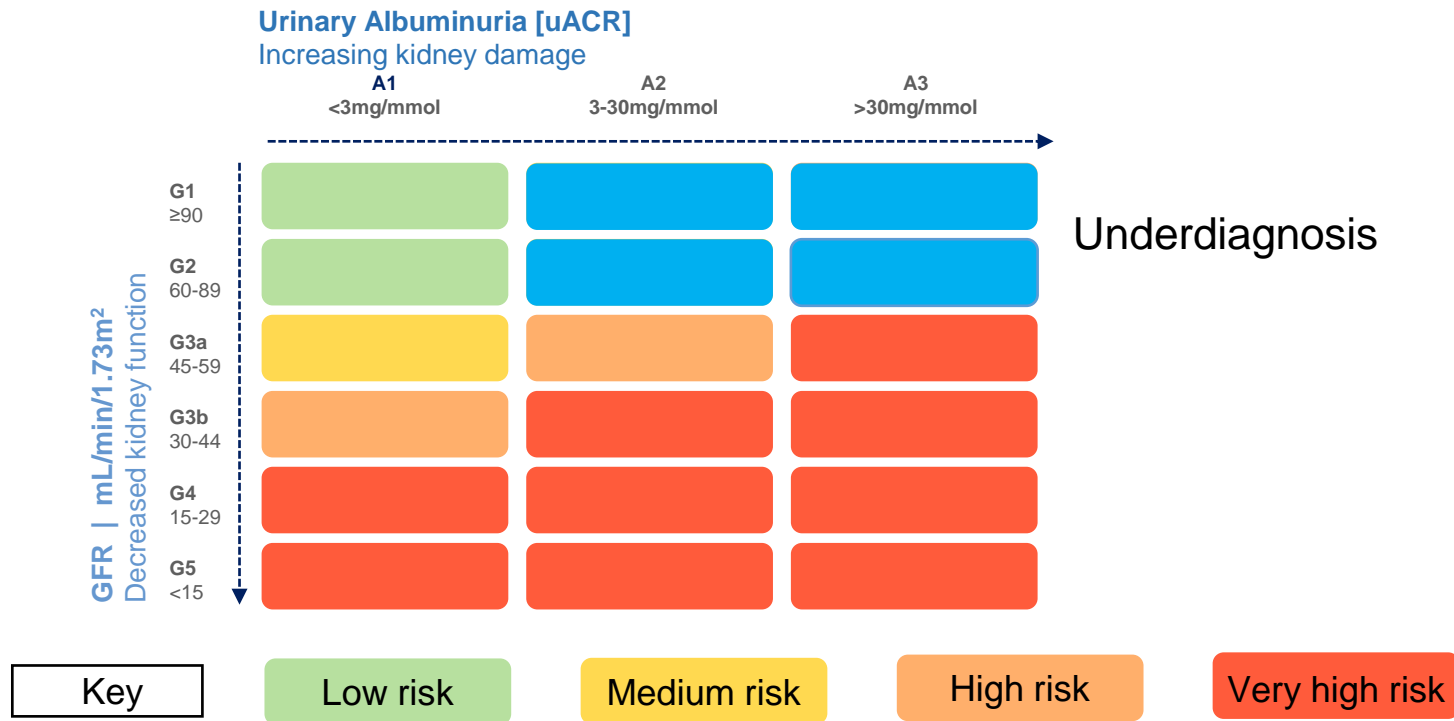 Urinary Albuminuria [uACR]
Increasing kidney damage
A1
<3mg/mmol
A2
3-30mg/mmol
A3
>30mg/mmol
GFR | mL/min/1.73m²
Decreased kidney function
G1
≥90
G2
60-89
G3a
45-59
G3b
30-44
G4
15-29
G5
<15
Underdiagnosis
Key
Low risk
Medium risk
High risk
Very high risk